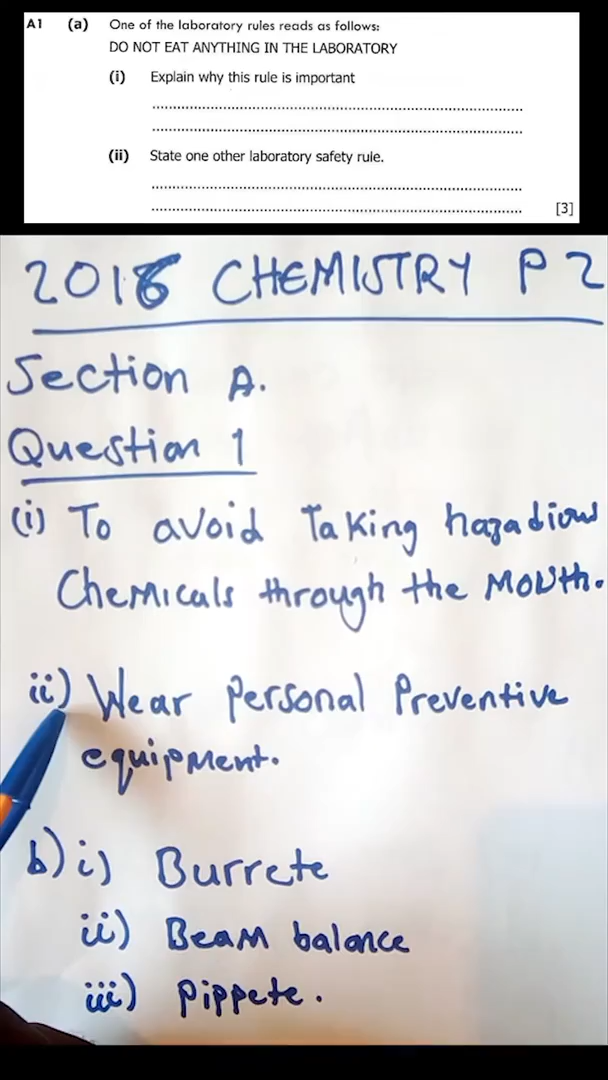 A1 (a) One of the laboratory rules reads as follows:
DO NOT EAT ANYTHING IN THE LABORATORY
(i) Explain why this rule is important
(ii) State one other laboratory safety rule.
[3]
2016 CHEMISTRY P 2
Section A.
Question 1
(i) To avoid Taking hazadious
Chemicals through the Mouth.
ii) Wear Personal Preventive
equipment.
b) i) Burrete
ii) Beam balance
iii) Pippete.